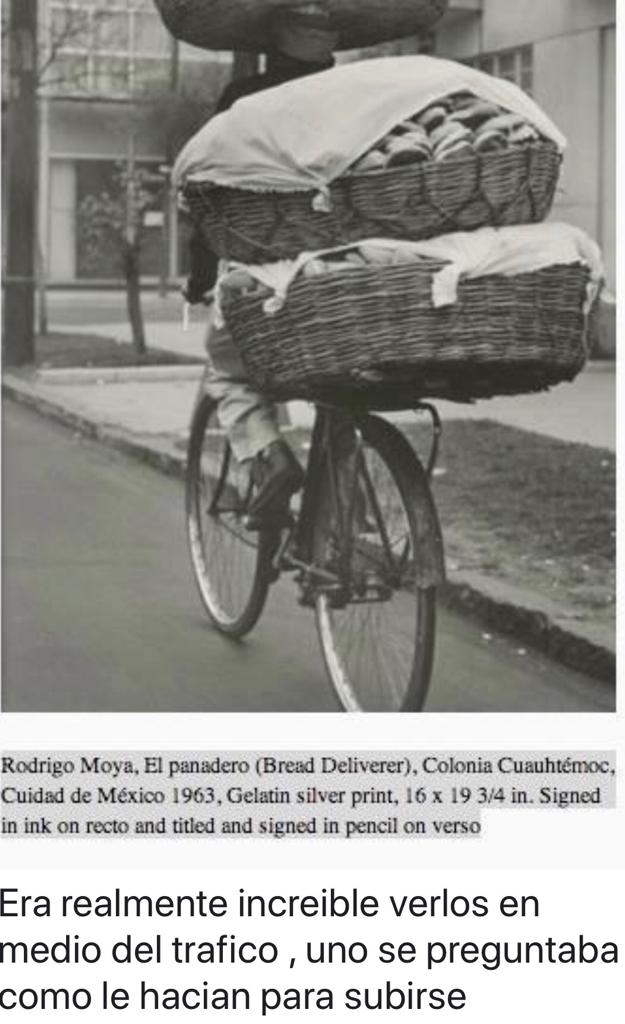 Rodrigo Moya, El panadero (Bread Deliverer), Colonia Cuauhtémoc,
Cuidad de México 1963, Gelatin silver print, 16 x 19 3/4 in. Signed
in ink on recto and titled and signed in pencil on verso
Era realmente increible verlos en
medio del trafico , uno se preguntaba
como le hacian para subirse